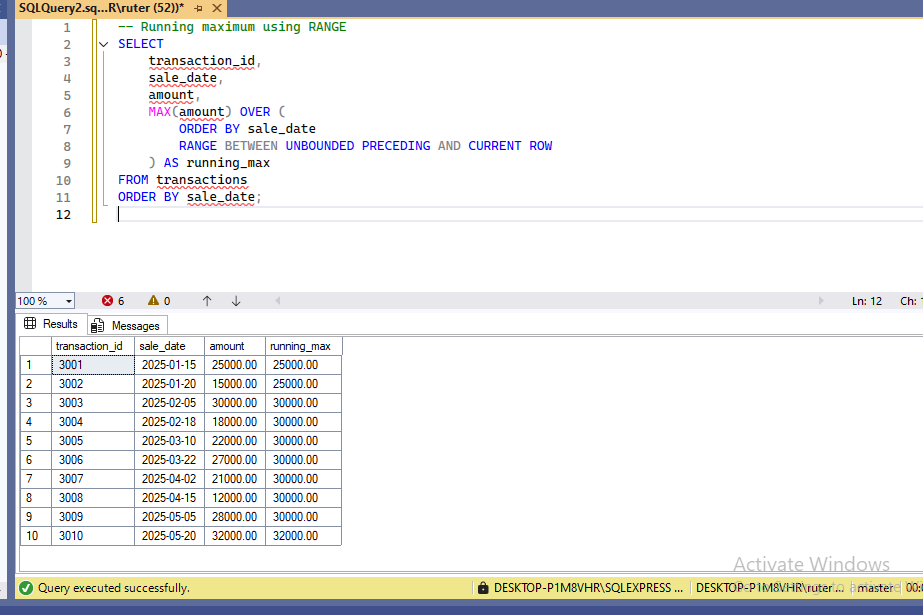 SQLQuery2.sq...R\ruter (52))*
1 -- Running maximum using RANGE
2 SELECT
3 transaction_id,
4 sale_date,
5 amount,
6 MAX(amount) OVER (
7 ORDER BY sale_date
8 RANGE BETWEEN UNBOUNDED PRECEDING AND CURRENT ROW
9 ) AS running_max
10 FROM transactions
11 ORDER BY sale_date;
12
100 % 6 0 Ln: 12 Ch:
Results Messages
transaction_id sale_date amount running_max
1 3001 2025-01-15 25000.00 25000.00
2 3002 2025-01-20 15000.00 25000.00
3 3003 2025-02-05 30000.00 30000.00
4 3004 2025-02-18 18000.00 30000.00
5 3005 2025-03-10 22000.00 30000.00
6 3006 2025-03-22 27000.00 30000.00
7 3007 2025-04-02 21000.00 30000.00
8 3008 2025-04-15 12000.00 30000.00
9 3009 2025-05-05 28000.00 30000.00
10 3010 2025-05-20 32000.00 32000.00
Activate Windows
Query executed successfully. DESKTOP-P1M8VHR\SQLEXPRESS ... DESKTOP-P1M8VHR\ruter... master 00:0